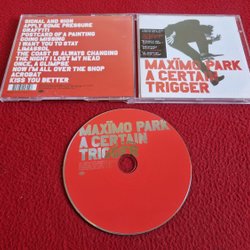 SIGNAL AND SIGN
APPLY SOME PRESSURE
GRAFFITI
POSTCARD OF A PAINTING
GOING MISSING
I WANT YOU TO STAY
LIMASSOL
THE COAST IS ALWAYS CHANGING
THE NIGHT I LOST MY HEAD
ONCE, A GLIMPSE
NOW I'M ALL OVER THE SHOP
ACROBAT
KISS YOU BETTER
MAXÏMO PARK
A CERTAIN
TRIGGER
MAXÏMO PARK
A CERTAIN
TRIGGER